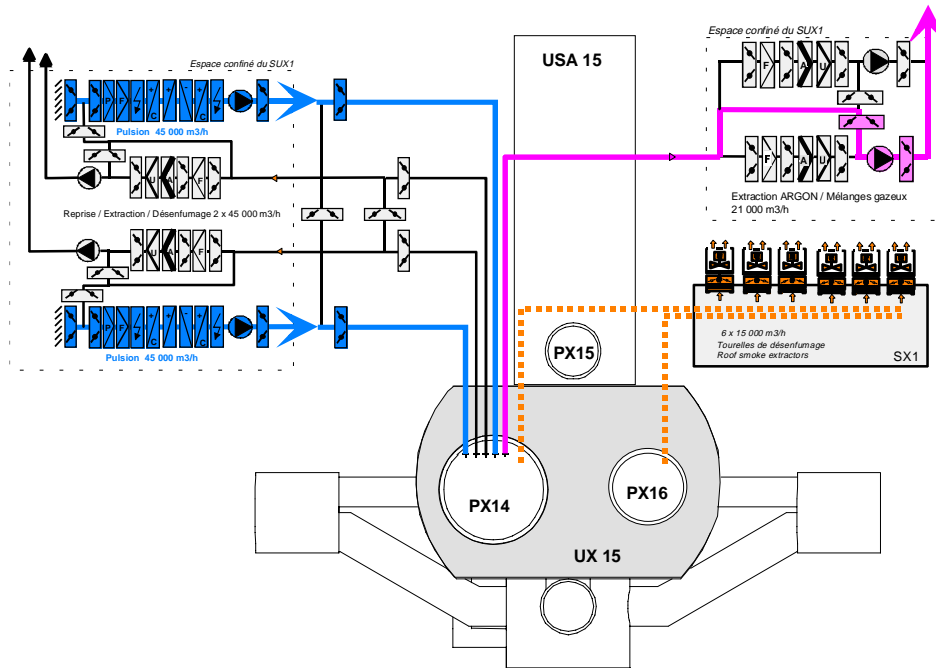 Espace confiné du SUX1
P F + C - + C
Pulsion 45 000 m3/h
U A F
Reprise / Extraction / Désenfumage 2 x 45 000 m3/h
U A F
P F + C - + C
Pulsion 45 000 m3/h
USA 15
Espace confiné du SUX1
F A U
F A U
Extraction ARGON / Mélanges gazeux
21 000 m3/h
6 x 15 000 m3/h
Tourelles de désenfumage
Roof smoke extractors
SX1
PX15
PX14
PX16
UX 15